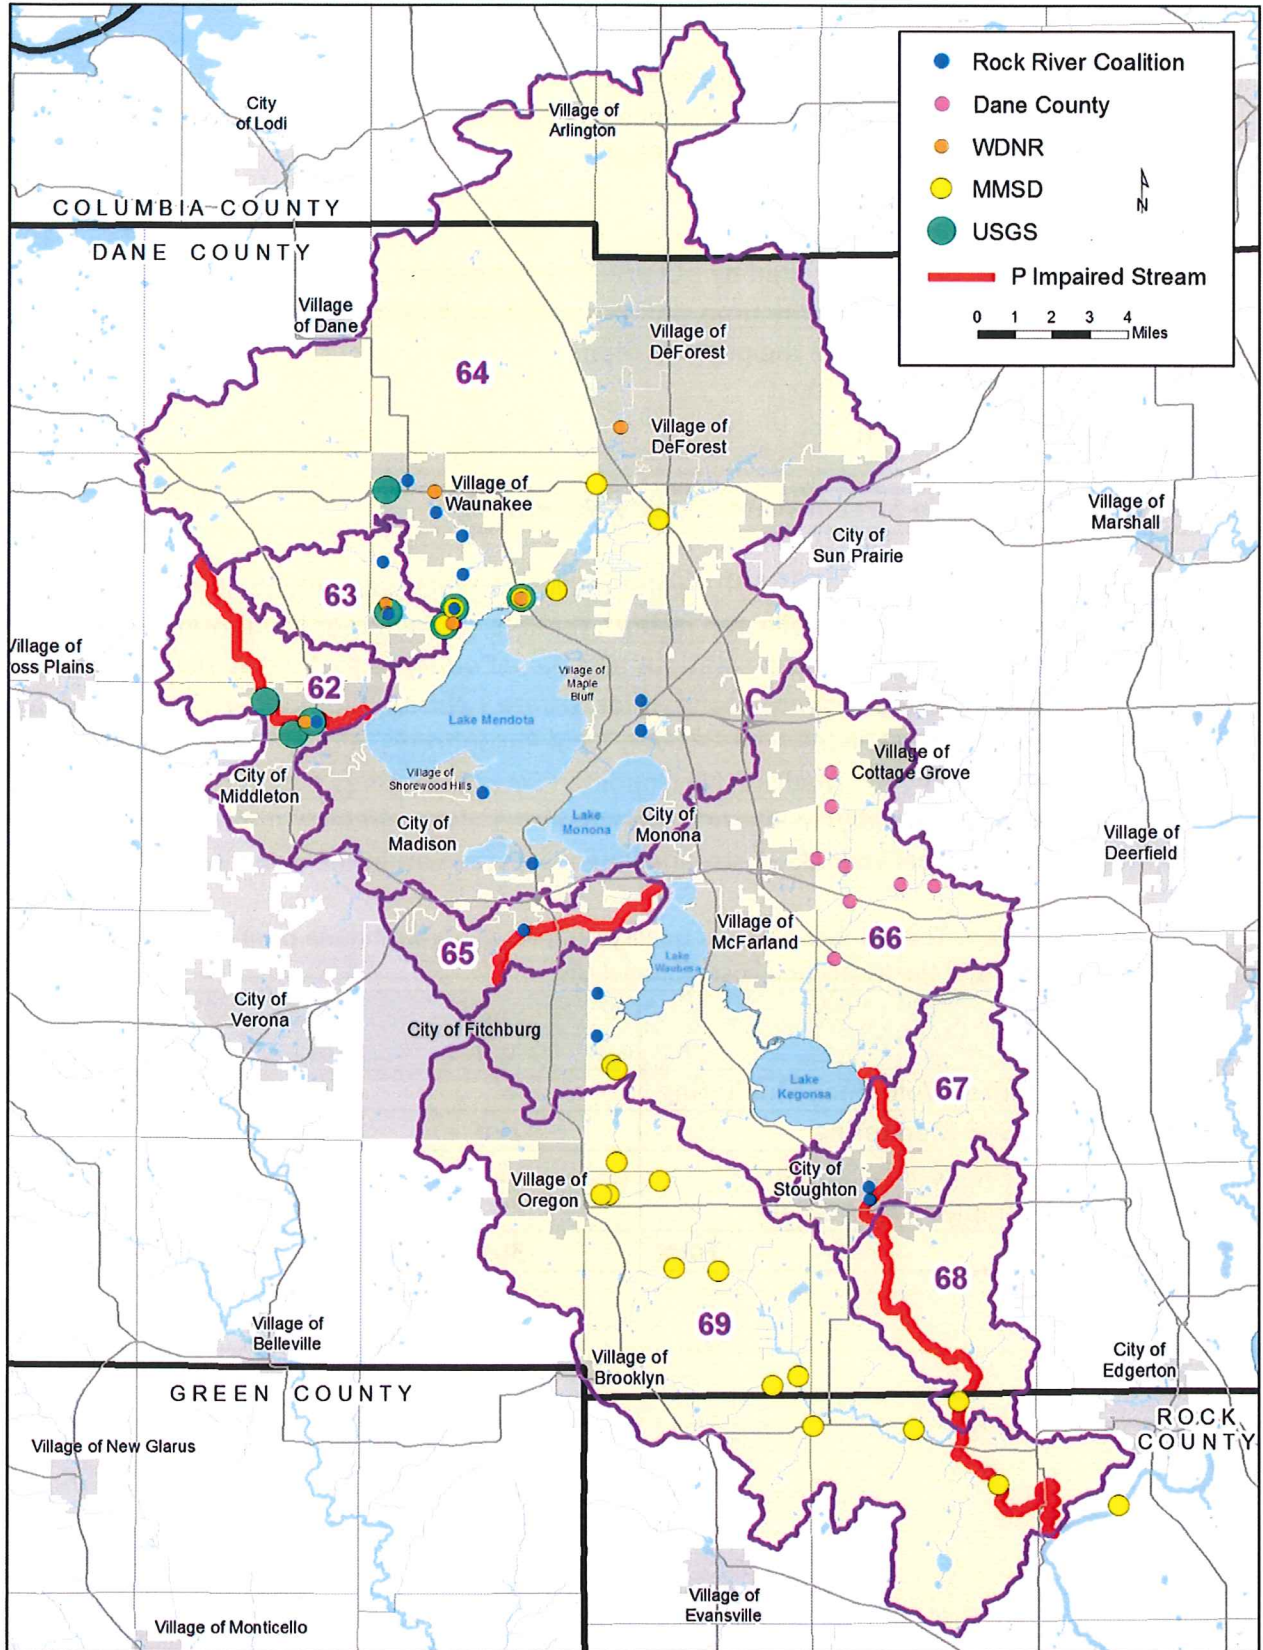 Rock River Coalition
Dane County
WDNR
MMSD
USGS
N
P Impaired Stream
0 1 2 3 4
Miles
City
of Lodi
Village of
Arlington
COLUMBIA COUNTY
DANE COUNTY
Village
of Dane
Village of
DeForest
64
Village of
DeForest
Village of
Waunakee
Village of
Marshall
City of
Sun Prairie
63
Village of
oss Plains
62
Village of
Maple
Bluff
Lake Mendota
Village of
Cottage Grove
City of
Middleton
Village of
Shorewood Hills
City of
Madison
Lake
Monona
City of
Monona
Village of
Deerfield
Village of
McFarland
66
65
Lake
Waubesa
City of
Verona
City of Fitchburg
Lake
Kegonsa
67
City of
Stoughton
Village of
Oregon
68
69
Village of
Belleville
Village of
Brooklyn
City of
Edgerton
GREEN COUNTY
ROCK
COUNTY
Village of New Glarus
Village of
Evansville
Village of Monticello